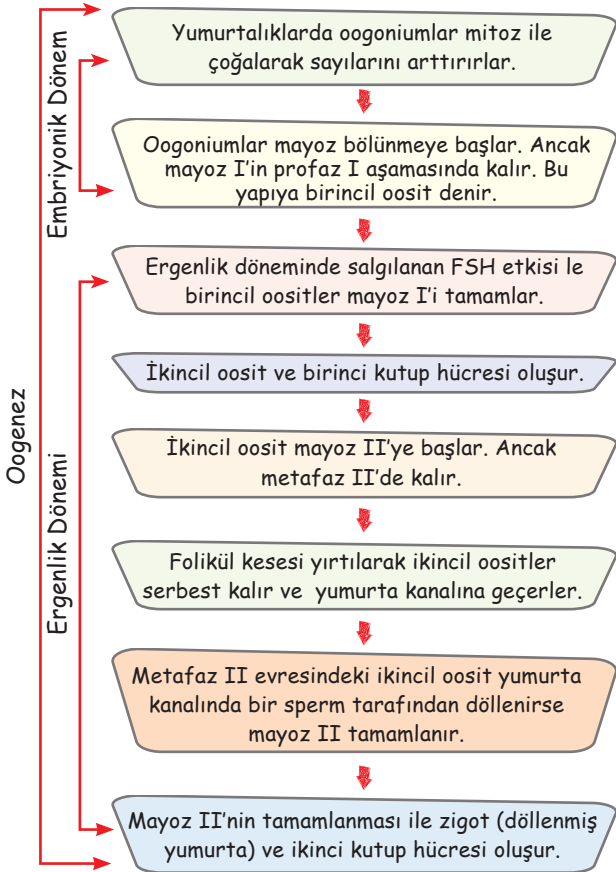 Oogenez
Embriyonik Dönem
Yumurtalıklarda oogoniumlar mitoz ile
çoğalarak sayılarını arttırırlar.
Oogoniumlar mayoz bölünmeye başlar. Ancak
mayoz I’in profaz I aşamasında kalır. Bu
yapıya birincil oosit denir.
Ergenlik Dönemi
Ergenlik döneminde salgılanan FSH etkisi le
birincil oositler mayoz I’i tamamlar.
İkincil oosit ve birinci kutup hücresi oluşur.
İkincil oosit mayoz II’ye başlar. Ancak
metafaz II’de kalır.
Folikül kesesi yırtılarak ikincil oositler
serbest kalır ve yumurta kanalına geçerler.
Metafaz II evresindeki ikincil oosit yumurta
kanalında bir sperm tarafından döllenirse
mayoz II tamamlanır.
Mayoz II’nin tamamlanması ile zigot (döllenmiş
yumurta) ve ikinci kutup hücresi oluşur.